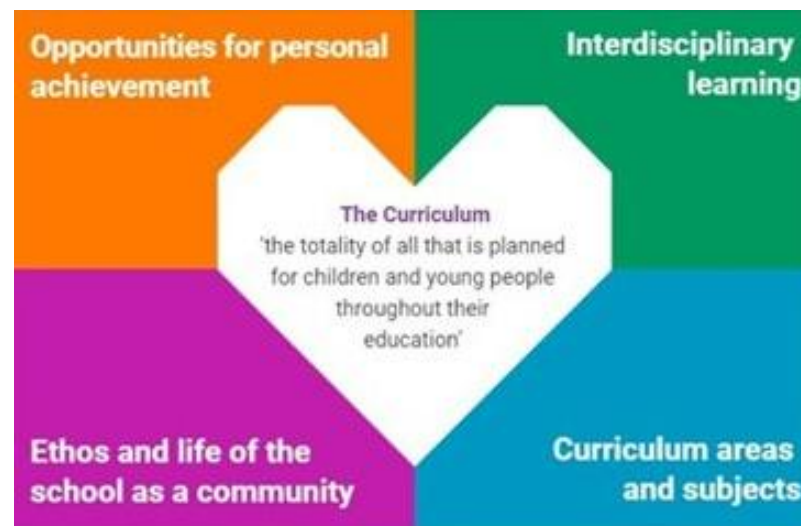 Opportunities for personal
achievement
Interdisciplinary
learning
The Curriculum
'the totality of all that is planned
for children and young people
throughout their
education'
Ethos and life of the
school as a community
Curriculum areas
and subjects